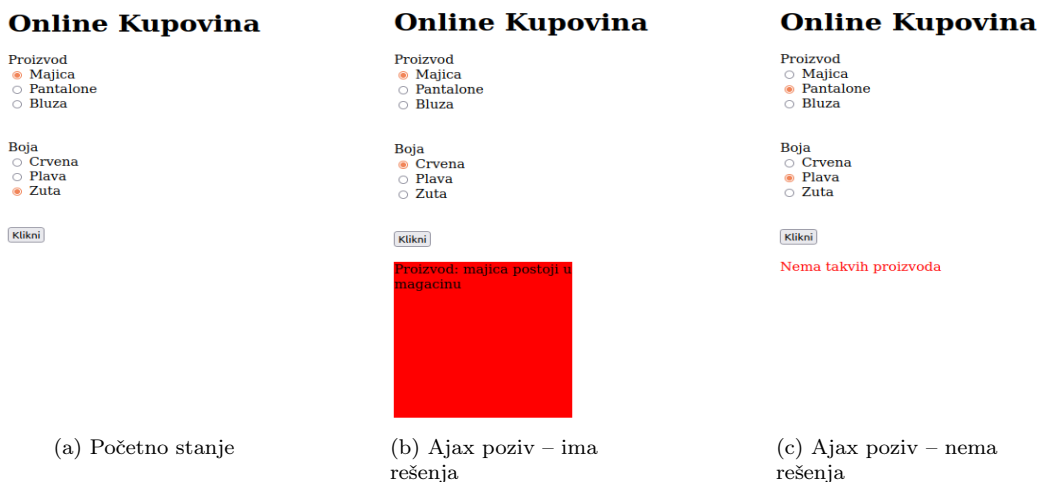 Online Kupovina
Proizvod
Majica
Pantalone
Bluza
Boja
Crvena
Plava
Zuta
Klikni
(a) Početno stanje
Online Kupovina
Proizvod
Majica
Pantalone
Bluza
Boja
Crvena
Plava
Zuta
Klikni
Proizvod: majica postoji u
magacinu
(b) Ajax poziv – ima
rešenja
Online Kupovina
Proizvod
Majica
Pantalone
Bluza
Boja
Crvena
Plava
Zuta
Klikni
Nema takvih proizvoda
(c) Ajax poziv – nema
rešenja